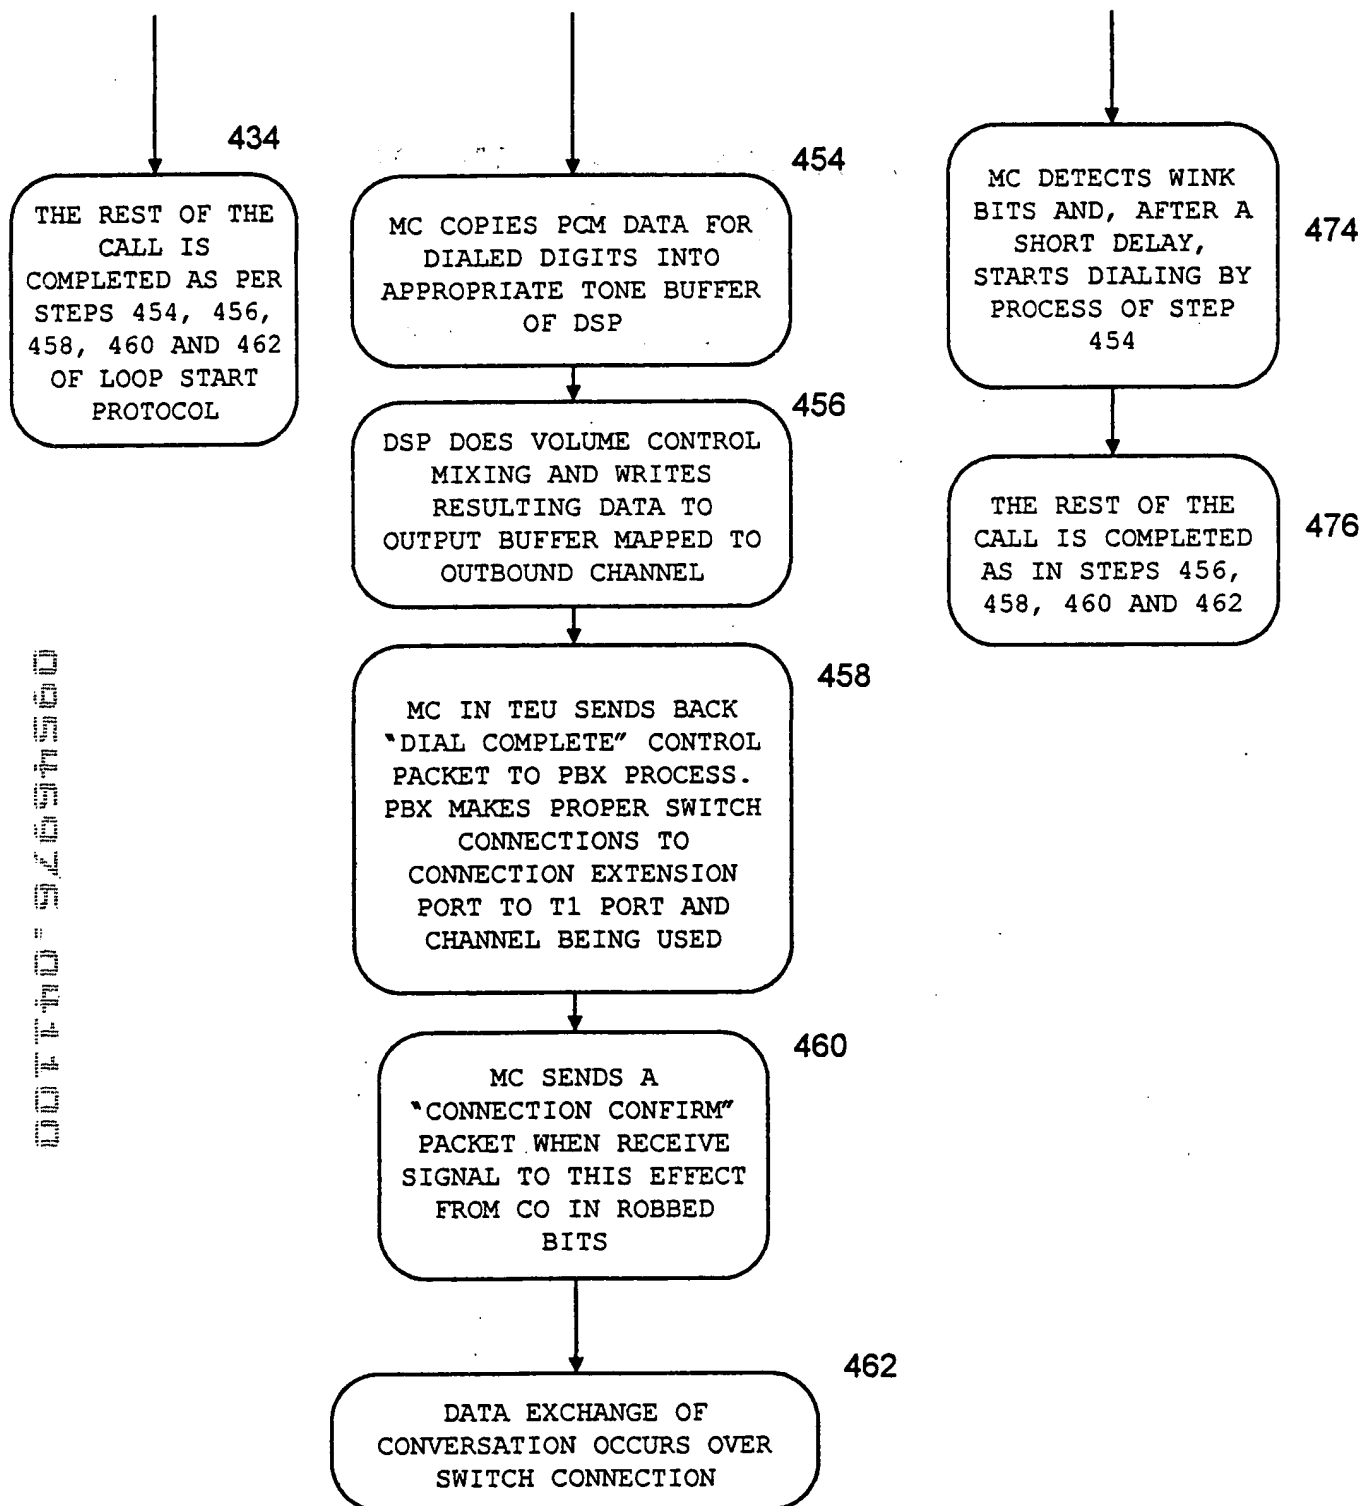 434
THE REST OF THE
CALL IS
COMPLETED AS PER
STEPS 454, 456,
458, 460 AND 462
OF LOOP START
PROTOCOL
454
MC COPIES PCM DATA FOR
DIALED DIGITS INTO
APPROPRIATE TONE BUFFER
OF DSP
456
DSP DOES VOLUME CONTROL
MIXING AND WRITES
RESULTING DATA TO
OUTPUT BUFFER MAPPED TO
OUTBOUND CHANNEL
458
MC IN TEU SENDS BACK
"DIAL COMPLETE" CONTROL
PACKET TO PBX PROCESS.
PBX MAKES PROPER SWITCH
CONNECTIONS TO
CONNECTION EXTENSION
PORT TO T1 PORT AND
CHANNEL BEING USED
460
MC SENDS A
"CONNECTION CONFIRM"
PACKET WHEN RECEIVE
SIGNAL TO THIS EFFECT
FROM CO IN ROBBED
BITS
462
DATA EXCHANGE OF
CONVERSATION OCCURS OVER
SWITCH CONNECTION
474
MC DETECTS WINK
BITS AND, AFTER A
SHORT DELAY,
STARTS DIALING BY
PROCESS OF STEP
454
476
THE REST OF THE
CALL IS COMPLETED
AS IN STEPS 456,
458, 460 AND 462